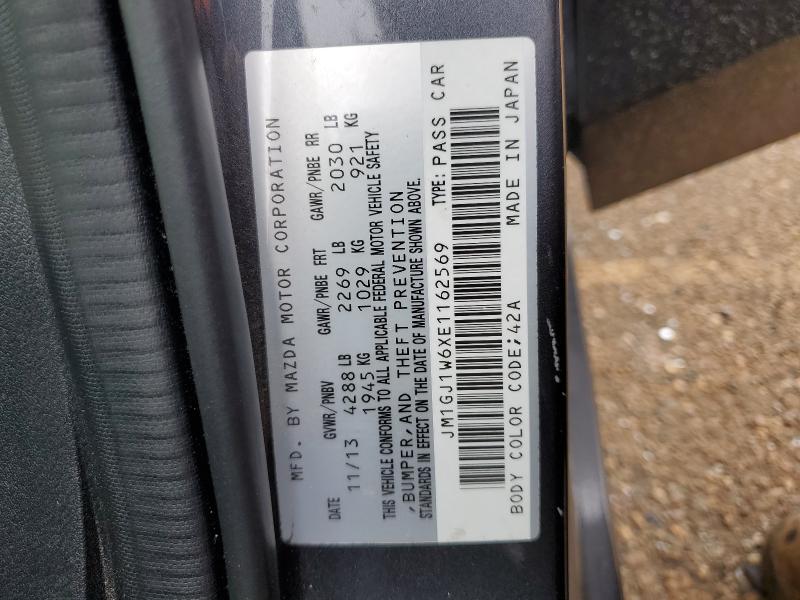 MFD. BY MAZDA MOTOR CORPORATION
DATE GVWR/PNBV GAWR/PNBE FRT GAWR/PNBE RR
11/13 4288 LB 2269 LB 2030 LB
1945 KG 1029 KG 921 KG
THIS VEHICLE CONFORMS TO ALL APPLICABLE FEDERAL MOTOR VEHICLE SAFETY
,BUMPER,AND THEFT PREVENTION
STANDARDS IN EFFECT ON THE DATE OF MANUFACTURE SHOWN ABOVE.
JM1GJ1W6XE1162569 TYPE: PASS CAR
BODY COLOR CODE;42A MADE IN JAPAN